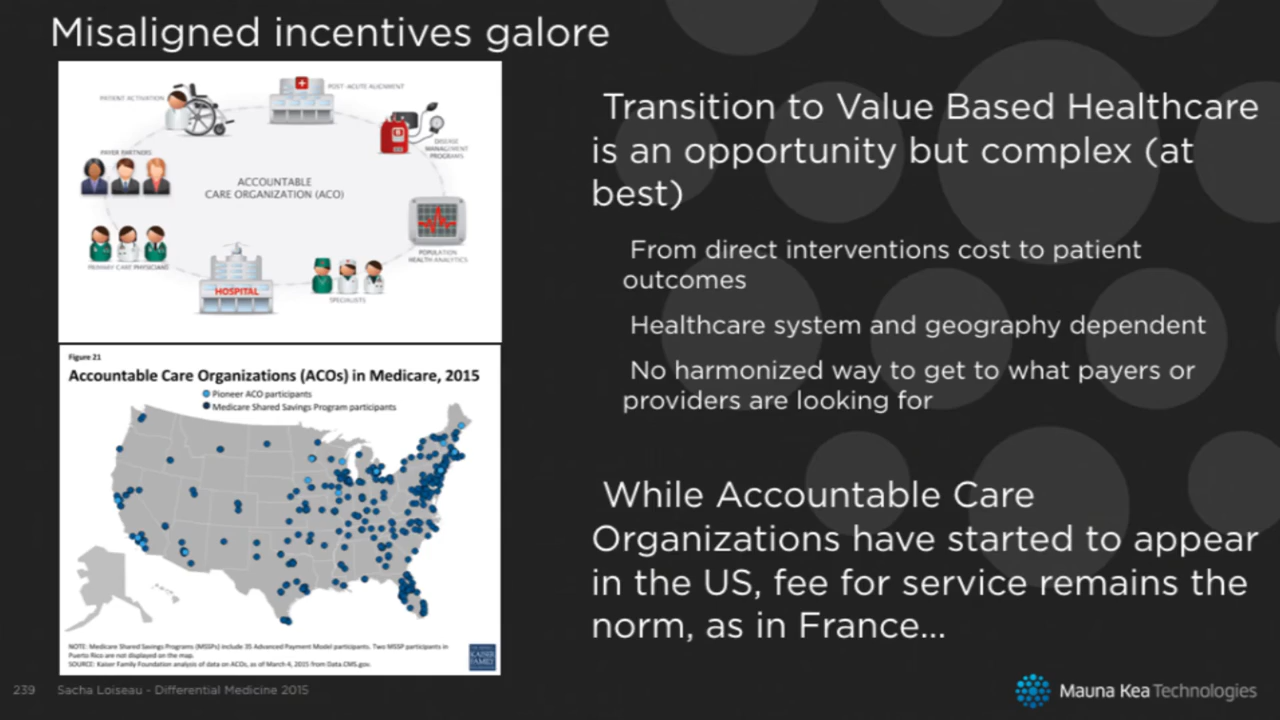 Misaligned incentives galore
PATIENT ACTIVATION
POST-ACUTE ALIGNMENT
DISEASE
MANAGEMENT
PROGRAMS
PAYER PARTNERS
ACCOUNTABLE
CARE ORGANIZATION (ACO)
POPULATION
HEALTH ANALYTICS
PRIMARY CARE PHYSICIANS
HOSPITAL
SPECIALISTS
Figure 21
Accountable Care Organizations (ACOs) in Medicare, 2015
Pioneer ACO participants
Medicare Shared Savings Program participants
NOTE: Medicare Shared Savings Programs (MSSPs) include 35 Advanced Payment Model participants. Two MSSP participants in
Puerto Rico are not displayed on the map.
SOURCE: Kaiser Family Foundation analysis of data on ACOs, as of March 4, 2015 from Data.CMS.gov.
KAISER
FAMILY
Transition to Value Based Healthcare
is an opportunity but complex (at
best)
From direct interventions cost to patient
outcomes
Healthcare system and geography dependent
No harmonized way to get to what payers or
providers are looking for
While Accountable Care
Organizations have started to appear
in the US, fee for service remains the
norm, as in France...
239 Sacha Loiseau - Differential Medicine 2015
Mauna Kea Technologies